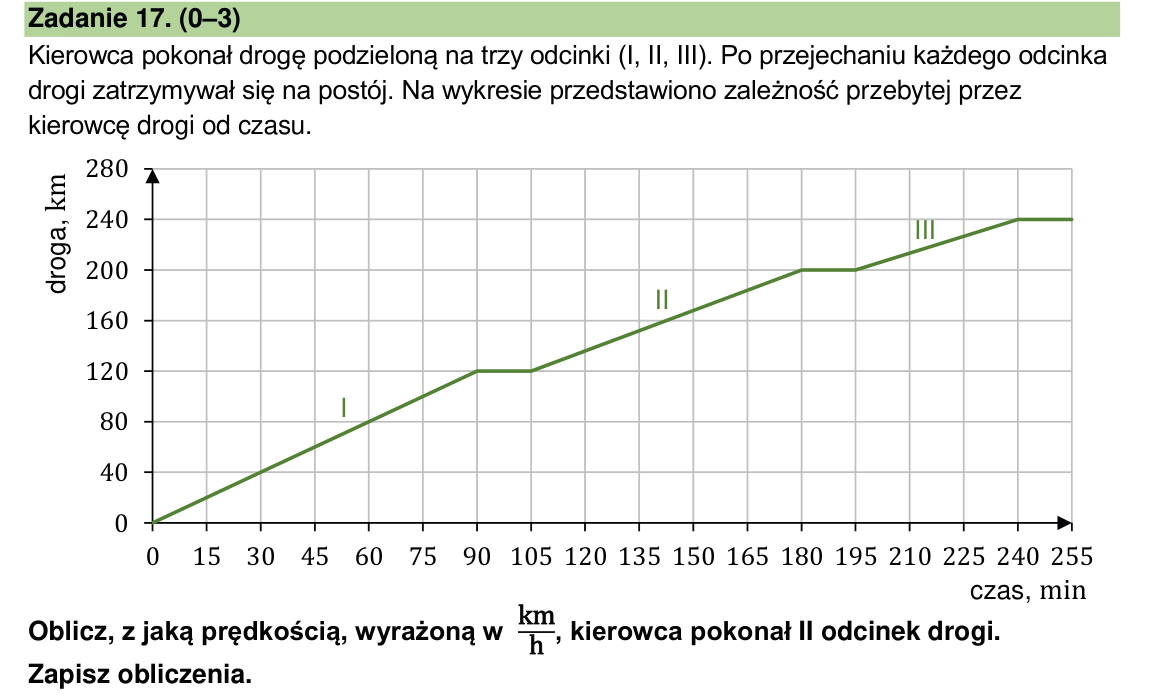 Zadanie 17. (0–3)
Kierowca pokonał drogę podzieloną na trzy odcinki (I, II, III). Po przejechaniu każdego odcinka
drogi zatrzymywał się na postój. Na wykresie przedstawiono zależność przebytej przez
kierowcę drogi od czasu.
droga, km
280
240
200
160
120
80
40
0
I
II
III
0 15 30 45 60 75 90 105 120 135 150 165 180 195 210 225 240 255
czas, min
Oblicz, z jaką prędkością, wyrażoną w km/h, kierowca pokonał II odcinek drogi.
Zapisz obliczenia.